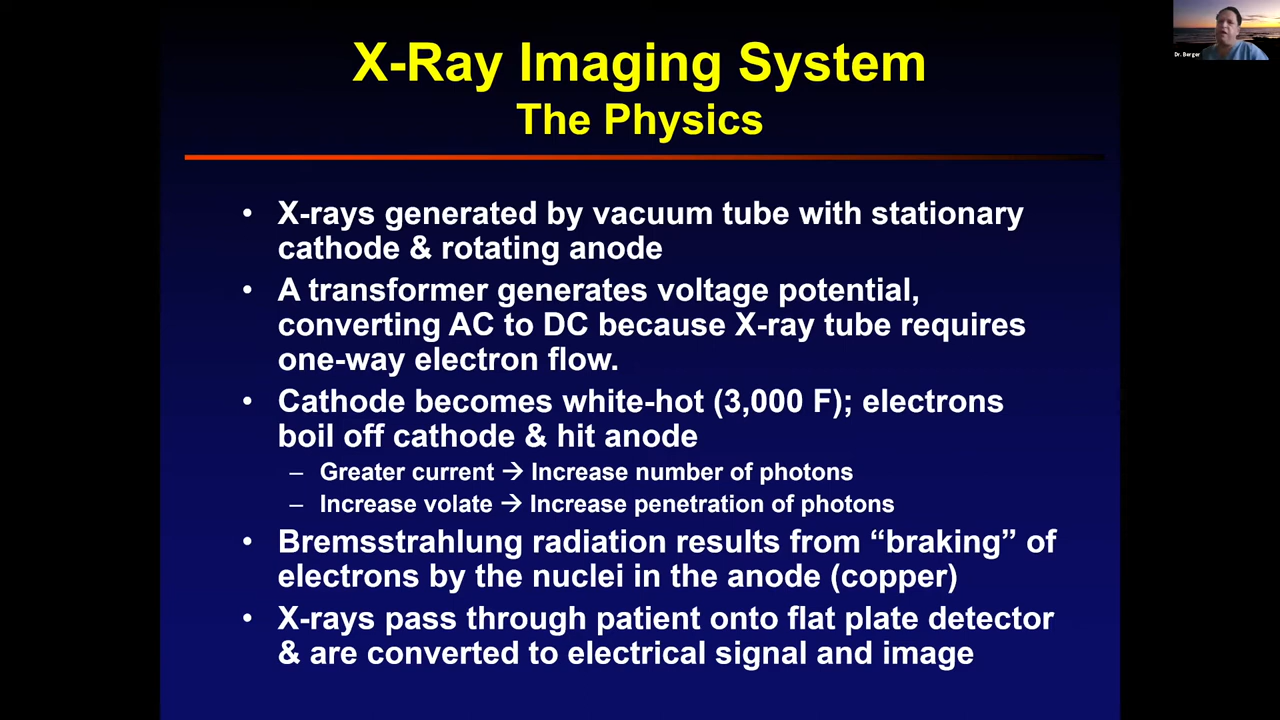 X-Ray Imaging System
The Physics
Dr. Berger
• X-rays generated by vacuum tube with stationary
cathode & rotating anode
• A transformer generates voltage potential,
converting AC to DC because X-ray tube requires
one-way electron flow.
• Cathode becomes white-hot (3,000 F); electrons
boil off cathode & hit anode
– Greater current → Increase number of photons
– Increase volate → Increase penetration of photons
• Bremsstrahlung radiation results from “braking” of
electrons by the nuclei in the anode (copper)
• X-rays pass through patient onto flat plate detector
& are converted to electrical signal and image